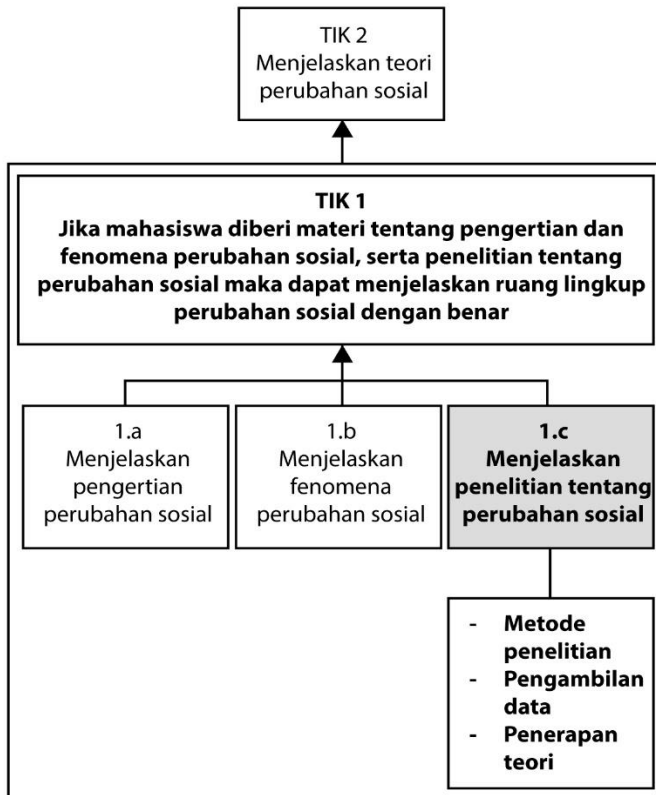 TIK 2
Menjelaskan teori
perubahan sosial
TIK 1
Jika mahasiswa diberi materi tentang pengertian dan
fenomena perubahan sosial, serta penelitian tentang
perubahan sosial maka dapat menjelaskan ruang lingkup
perubahan sosial dengan benar
1.a
Menjelaskan
pengertian
perubahan sosial
1.b
Menjelaskan
fenomena
perubahan sosial
1.c
Menjelaskan
penelitian tentang
perubahan sosial
- Metode
penelitian
- Pengambilan
data
- Penerapan
teori